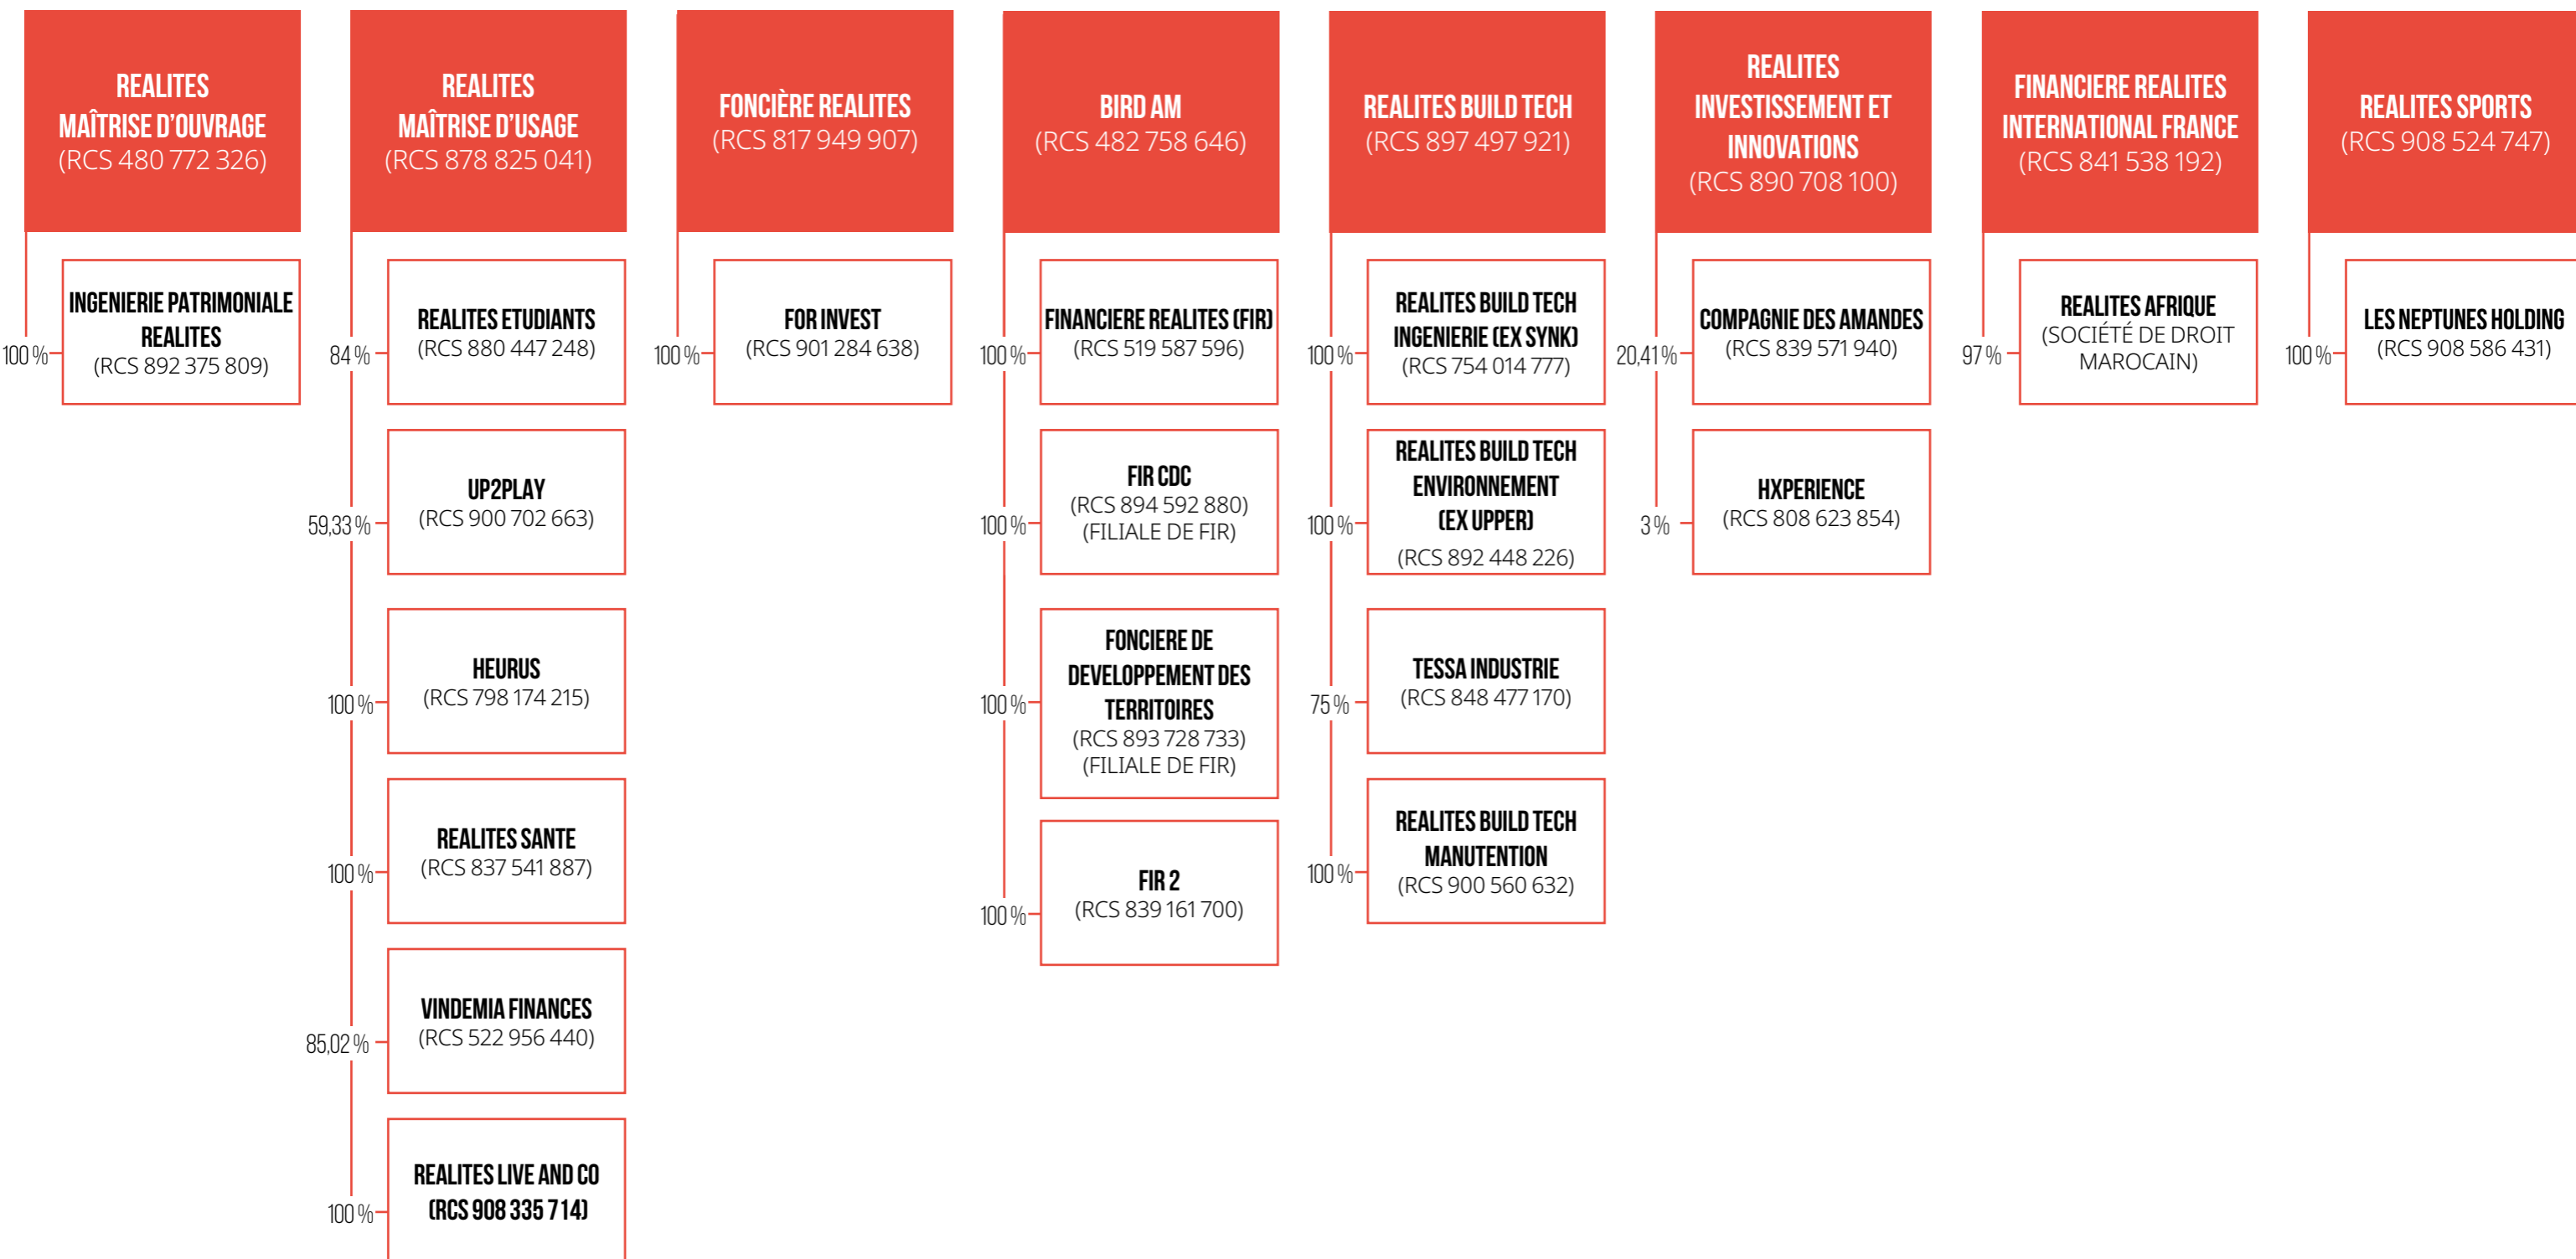 REALITES
MAÎTRISE D'OUVRAGE
(RCS 480 772 326)
100 %
INGENIERIE PATRIMONIALE
REALITES
(RCS 892 375 809)
REALITES
MAÎTRISE D'USAGE
(RCS 878 825 041)
84 %
REALITES ETUDIANTS
(RCS 880 447 248)
59,33 %
UP2PLAY
(RCS 900 702 663)
100 %
HEURUS
(RCS 798 174 215)
100 %
REALITES SANTE
(RCS 837 541 887)
85,02 %
VINDEMIA FINANCES
(RCS 522 956 440)
100 %
REALITES LIVE AND CO
(RCS 908 335 714)
FONCIÈRE REALITES
(RCS 817 949 907)
100 %
FOR INVEST
(RCS 901 284 638)
BIRD AM
(RCS 482 758 646)
100 %
FINANCIERE REALITES (FIR)
(RCS 519 587 596)
100 %
FIR CDC
(RCS 894 592 880)
(FILIALE DE FIR)
100 %
FONCIERE DE
DEVELOPPEMENT DES
TERRITOIRES
(RCS 893 728 733)
(FILIALE DE FIR)
100 %
FIR 2
(RCS 839 161 700)
REALITES BUILD TECH
(RCS 897 497 921)
100 %
REALITES BUILD TECH
INGENIERIE (EX SYNK)
(RCS 754 014 777)
100 %
REALITES BUILD TECH
ENVIRONNEMENT
(EX UPPER)
(RCS 892 448 226)
75 %
TESSA INDUSTRIE
(RCS 848 477 170)
100 %
REALITES BUILD TECH
MANUTENTION
(RCS 900 560 632)
REALITES
INVESTISSEMENT ET
INNOVATIONS
(RCS 890 708 100)
20,41 %
COMPAGNIE DES AMANDES
(RCS 839 571 940)
3 %
HXPERIENCE
(RCS 808 623 854)
FINANCIERE REALITES
INTERNATIONAL FRANCE
(RCS 841 538 192)
97 %
REALITES AFRIQUE
(SOCIÉTÉ DE DROIT
MAROCAIN)
REALITES SPORTS
(RCS 908 524 747)
100 %
LES NEPTUNES HOLDING
(RCS 908 586 431)